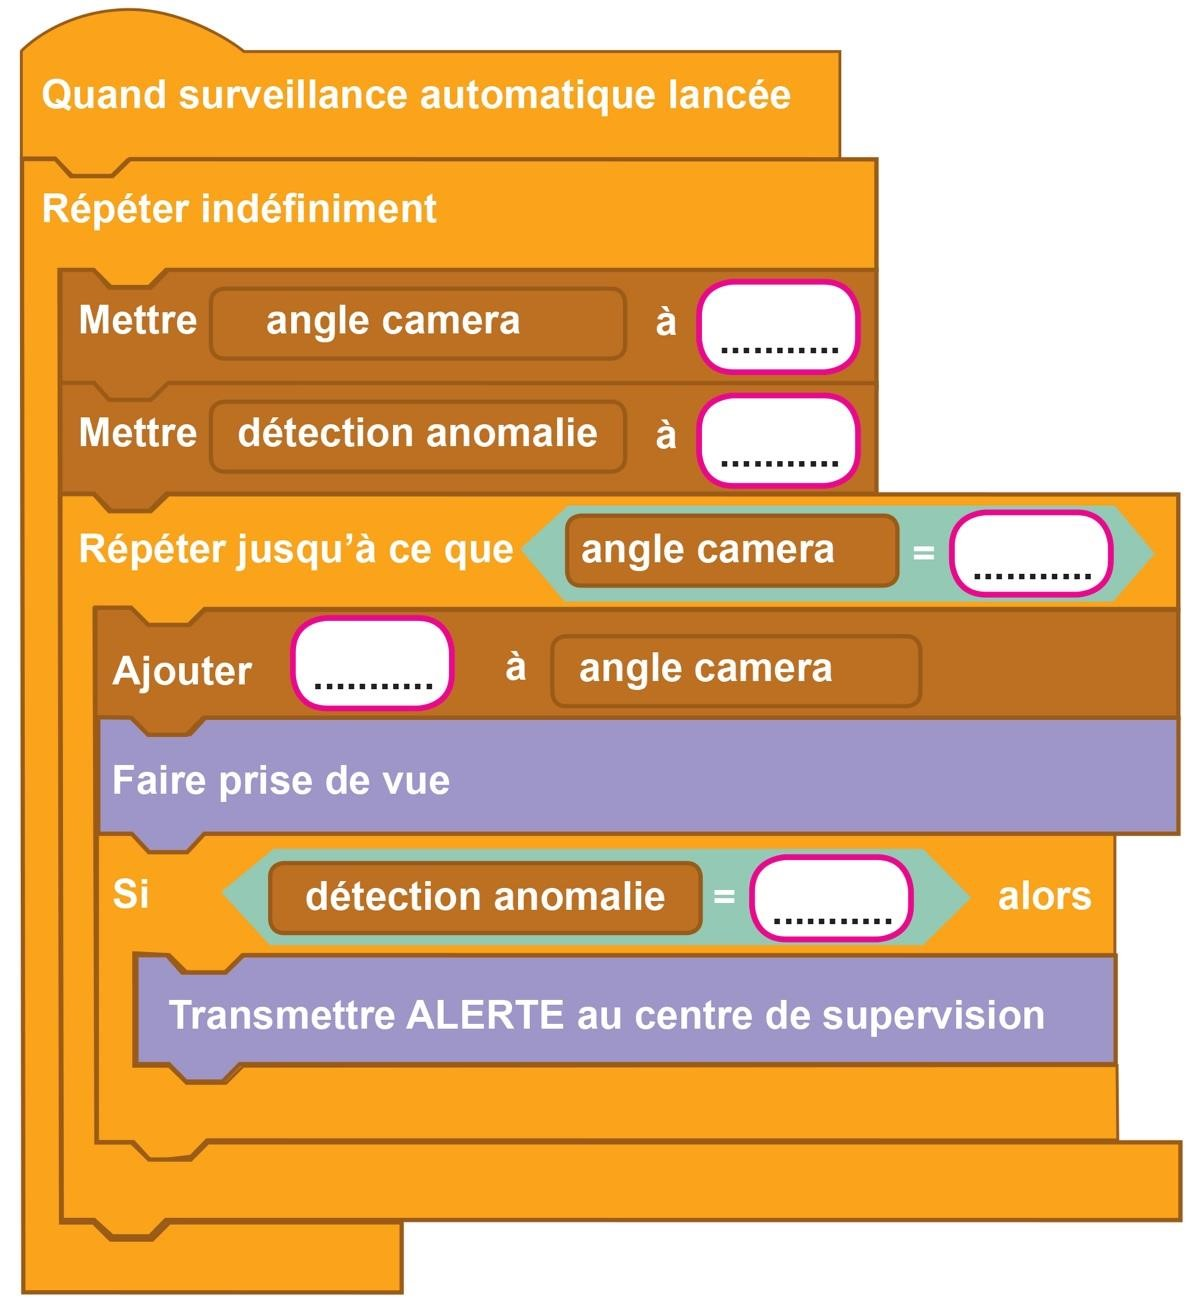 Quand surveillance automatique lancée
Répéter indéfiniment
Mettre angle camera à ...........
Mettre détection anomalie à ...........
Répéter jusqu’à ce que angle camera = ...........
Ajouter ........... à angle camera
Faire prise de vue
Si détection anomalie = ........... alors
Transmettre ALERTE au centre de supervision